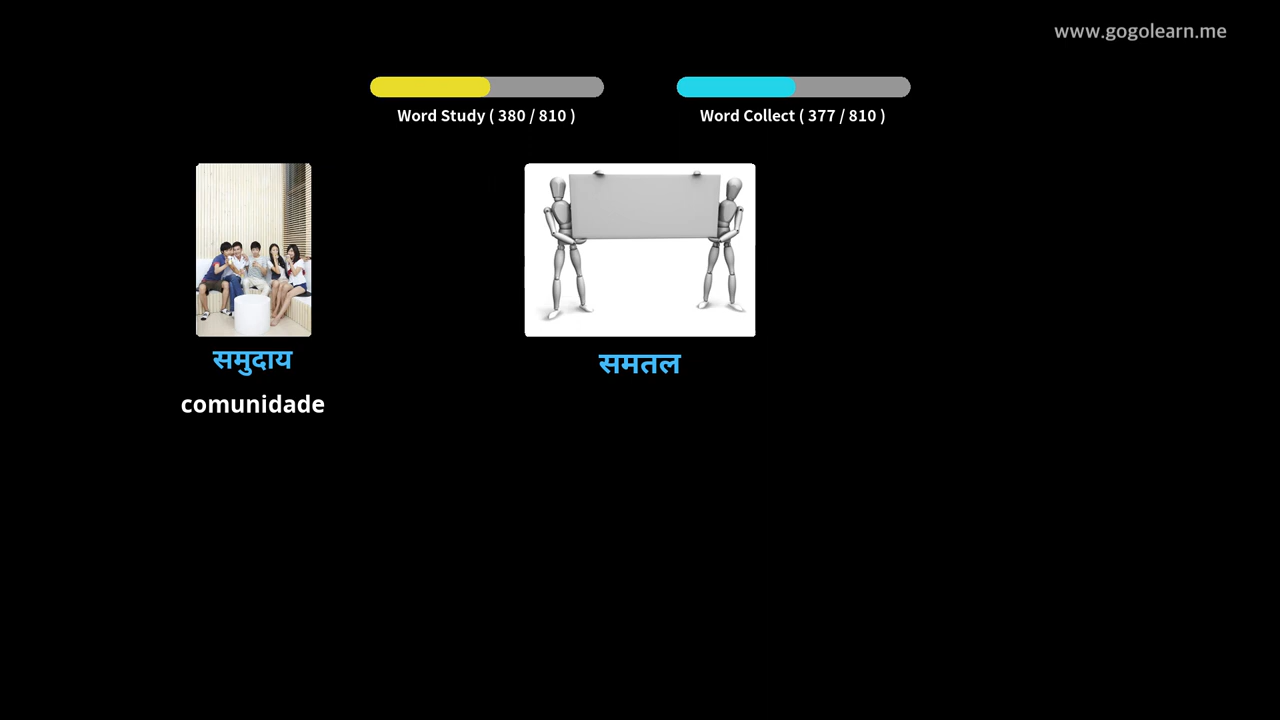 www.gogolearn.me
Word Study ( 380 / 810 )
Word Collect ( 377 / 810 )
समुदाय
समतल
comunidade